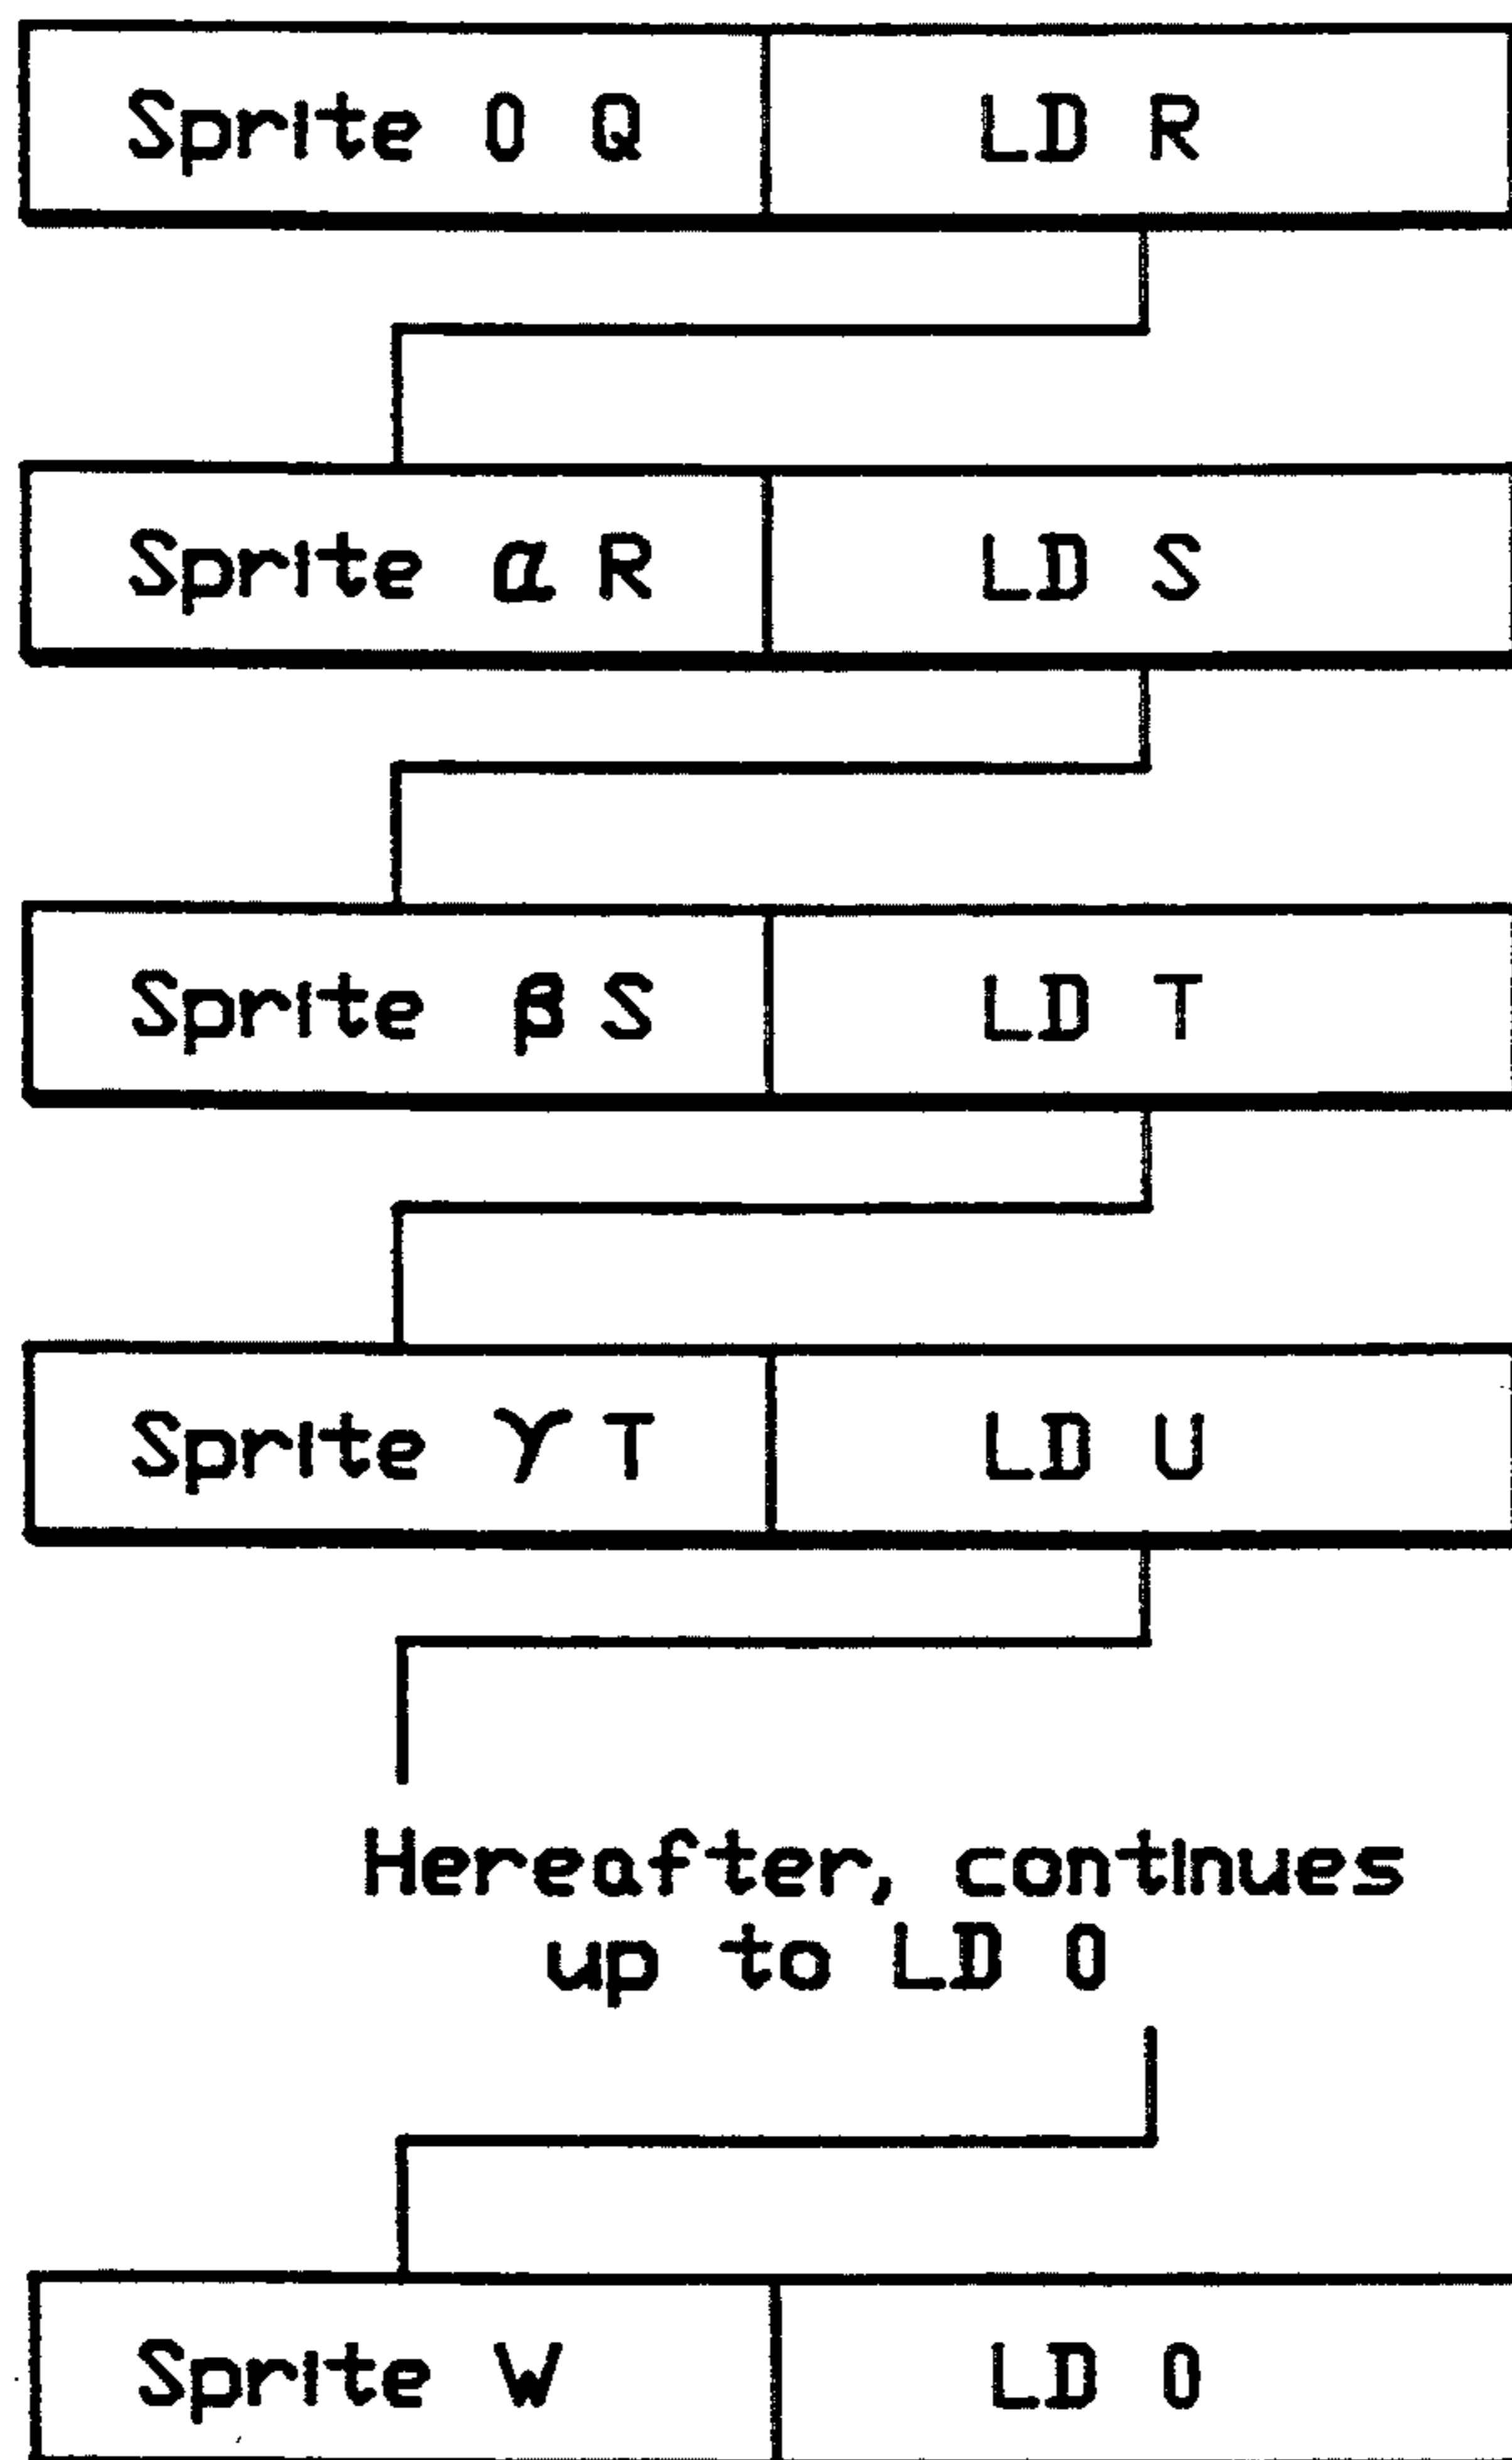 Sprite 0 Q LD R
Sprite α R LD S
Sprite β S LD T
Sprite γ T LD U
Hereafter, continues
up to LD 0
Sprite W LD 0